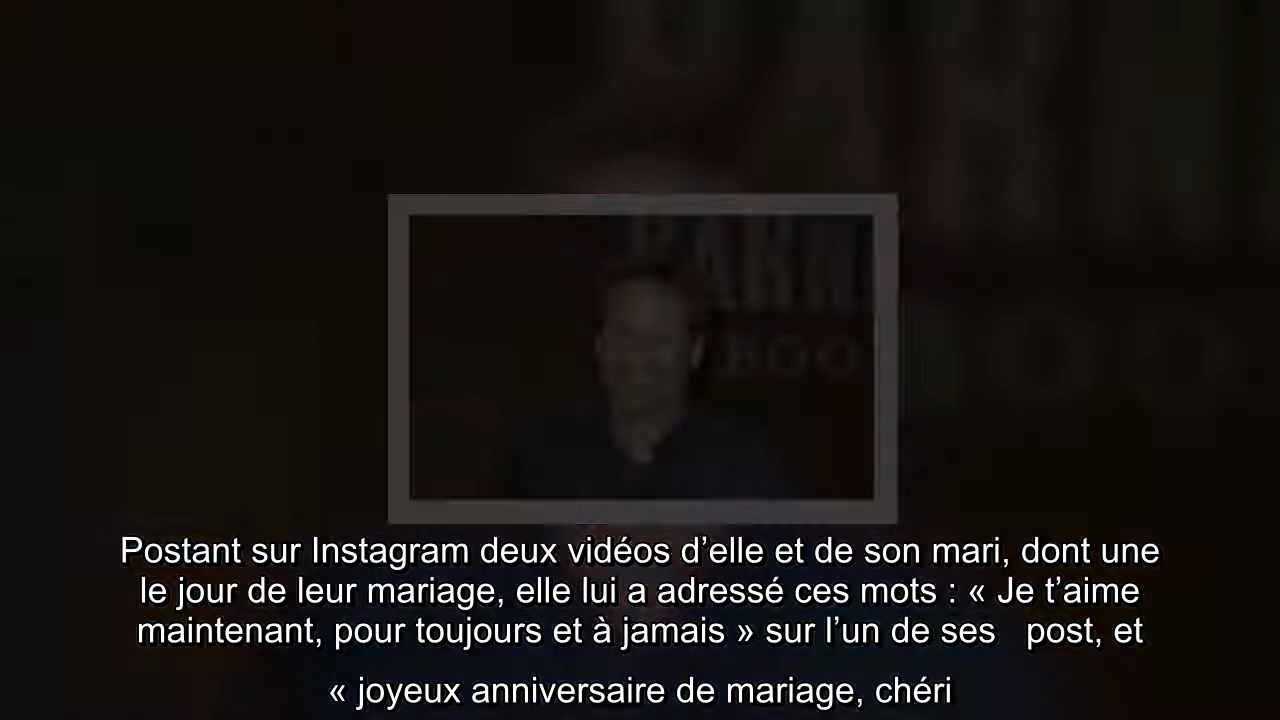 Postant sur Instagram deux vidéos d’elle et de son mari, dont une
le jour de leur mariage, elle lui a adressé ces mots : « Je t’aime
maintenant, pour toujours et à jamais » sur l’un de ses   post, et
« joyeux anniversaire de mariage, chéri